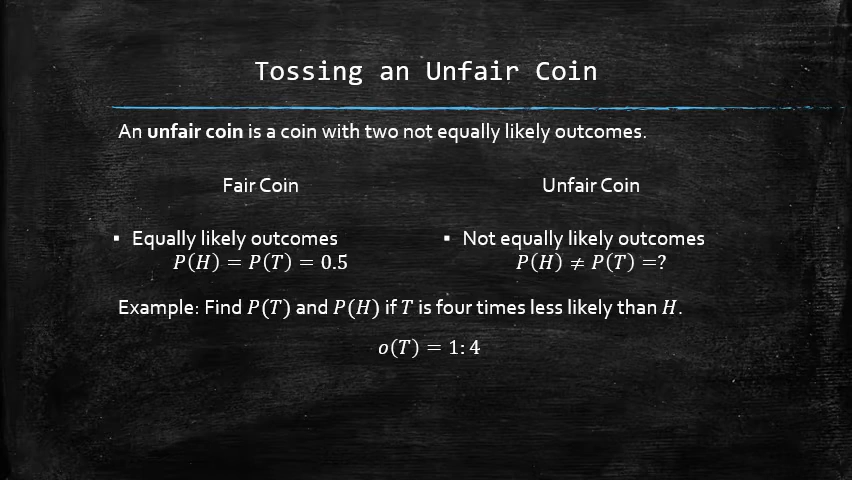 Tossing an Unfair Coin
An unfair coin is a coin with two not equally likely outcomes.
Fair Coin
Unfair Coin
▪ Equally likely outcomes
𝑃(𝐻) = 𝑃(𝑇) = 0.5
▪ Not equally likely outcomes
𝑃(𝐻) ≠ 𝑃(𝑇) =?
Example: Find 𝑃(𝑇) and 𝑃(𝐻) if 𝑇 is four times less likely than 𝐻.
𝑜(𝑇) = 1: 4